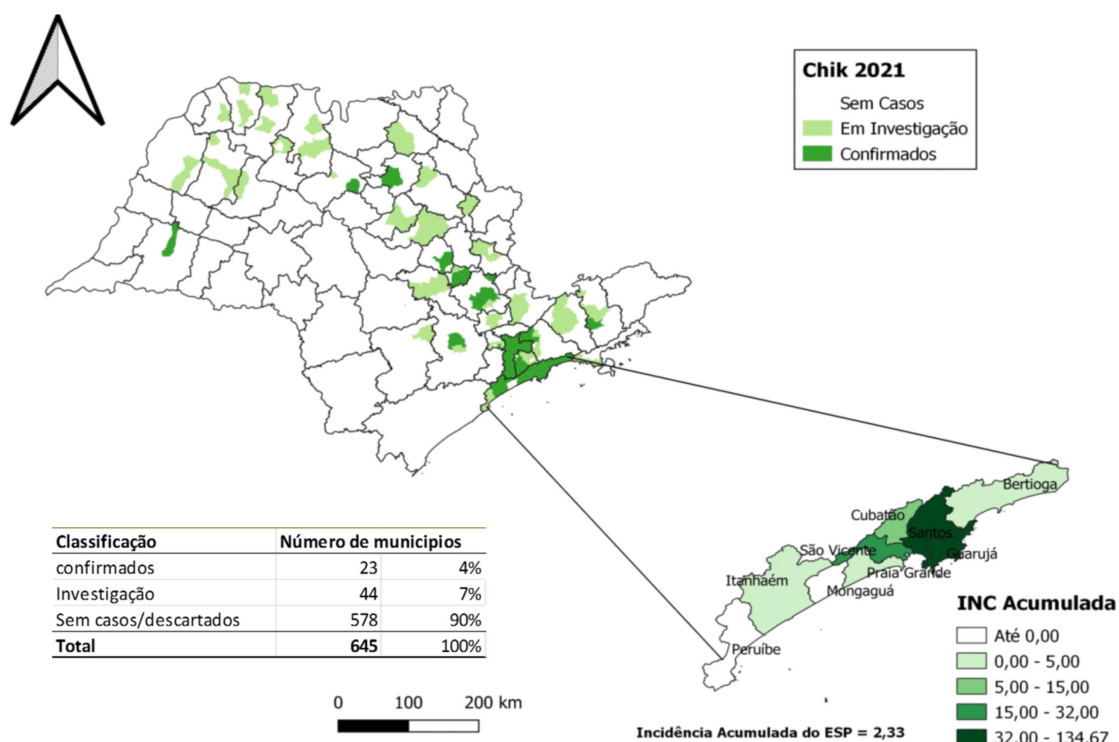 Chik 2021
Sem Casos
Em Investigação
Confirmados
Bertioga
Cubatão
Santos
São Vicente
Guarujá
Praia Grande
Itanhaém
Mongaguá
Peruíbe
Classificação Número de municipios
confirmados 23 4%
Investigação 44 7%
Sem casos/descartados 578 90%
Total 645 100%
INC Acumulada
Até 0,00
0,00 - 5,00
5,00 - 15,00
15,00 - 32,00
32,00 - 134,67
0 100 200 km
Incidência Acumulada do ESP = 2,33